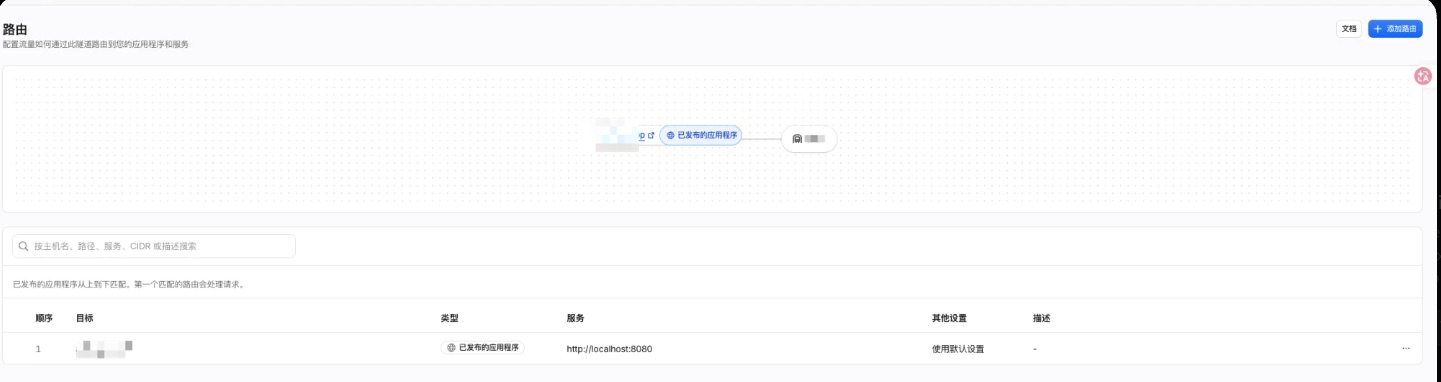 路由
配置流量如何通过此隧道路由到您的应用程序和服务
文档
+ 添加路由
已发布的应用程序
按主机名、路径、服务、CIDR 或描述搜索
已发布的应用程序从上到下匹配。第一个匹配的路由会处理请求。
顺序 目标 类型 服务 其他设置 描述
1 已发布的应用程序 http://localhost:8080 使用默认设置 - ...